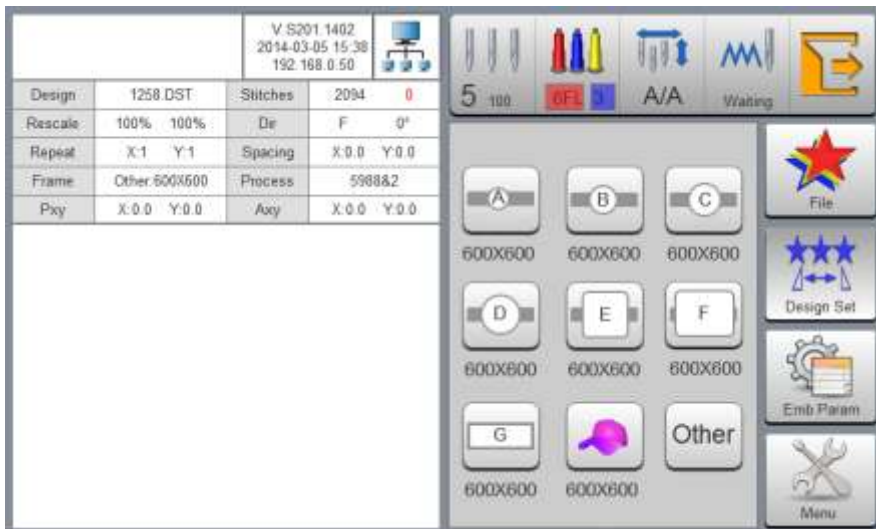 V.S201.1402
2014-03-05 15:38
192.168.0.50
Design 1258.DST Stitches 2094 0
Rescale 100% 100% Dir F 0°
Repeat X:1 Y:1 Spacing X:0.0 Y:0.0
Frame Other:600X600 Process 5988&2
Pxy X:0.0 Y:0.0 Axy X:0.0 Y:0.0
5 100 6FL 3 A/A Waiting
A B C
600X600 600X600 600X600
D E F
600X600 600X600 600X600
G Other
600X600 600X600
File
Design Set
Emb Param
Menu